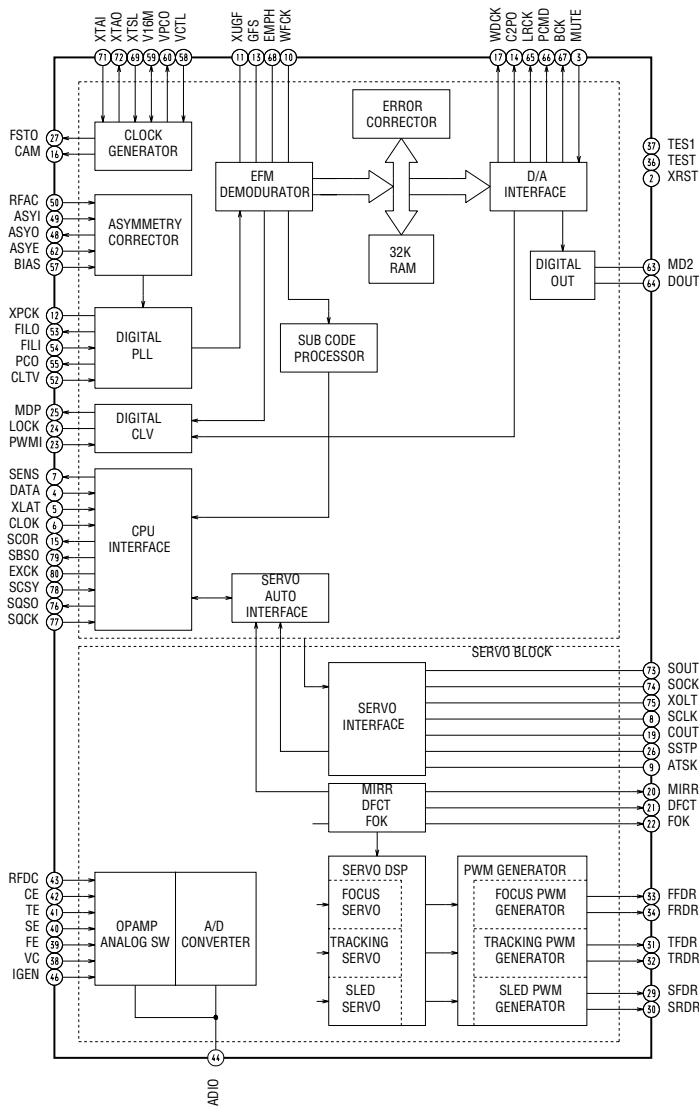 XTAI
XTAO
XTSL
V16M
VPCO
VCTL
XUGF
GFS
EMPH
WFCK
WDCK
C2PO
LRCK
PCMD
BCK
MUTE
71
72
69
59
60
58
11
13
68
10
17
14
65
66
67
3
FSTO 27
CAM 16
CLOCK
GENERATOR
ERROR
CORRECTOR
37 TES1
36 TEST
2 XRST
EFM
DEMODURATOR
D/A
INTERFACE
RFAC 50
ASYI 49
ASYO 48
ASYE 62
BIAS 57
ASYMMETRY
CORRECTOR
32K
RAM
DIGITAL
OUT
63 MD2
64 DOUT
XPCK 12
FILO 53
FILI 54
PCO 55
CLTV 52
DIGITAL
PLL
SUB CODE
PROCESSOR
MDP 25
LOCK 24
PWMI 23
DIGITAL
CLV
SENS 7
DATA 4
XLAT 5
CLOK 6
SCOR 15
SBSO 79
EXCK 80
SCSY 78
SQSO 76
SQCK 77
CPU
INTERFACE
SERVO
AUTO
INTERFACE
SERVO BLOCK
SERVO
INTERFACE
73 SOUT
74 SOCK
75 XOLT
8 SCLK
19 COUT
26 SSTP
9 ATSK
MIRR
DFCT
FOK
20 MIRR
21 DFCT
22 FOK
RFDC 43
CE 42
TE 41
SE 40
FE 39
VC 38
IGEN 46
OPAMP
ANALOG SW
A/D
CONVERTER
SERVO DSP
FOCUS
SERVO
TRACKING
SERVO
SLED
SERVO
PWM GENERATOR
FOCUS PWM
GENERATOR
TRACKING PWM
GENERATOR
SLED PWM
GENERATOR
33 FFDR
34 FRDR
31 TFDR
32 TRDR
29 SFDR
30 SRDR
44
ADIO